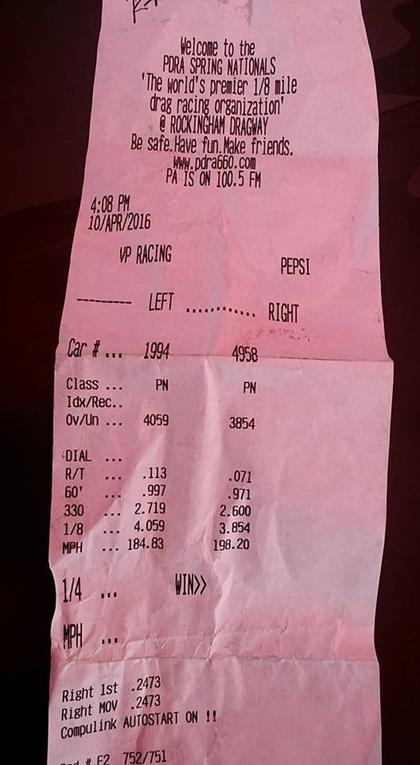 Welcome to the
PDRA SPRING NATIONALS
'The world's premier 1/8 mile
drag racing organization'
@ ROCKINGHAM DRAGWAY
Be safe.Have fun.Make friends.
www.pdra660.com
PA IS ON 100.5 FM
4:08 PM
10/APR/2016
VP RACING PEPSI
--------- LEFT ........... RIGHT
Car # ... 1994 4958
Class ... PN PN
Idx/Rec..
Ov/Un ... 4059 3854
DIAL ...
R/T ... .113 .071
60' ... .997 .971
330 ... 2.719 2.600
1/8 ... 4.059 3.854
MPH ... 184.83 198.20
1/4 ... WIN>>
MPH ...
Right 1st .2473
Right MOV .2473
Compulink AUTOSTART ON !!
# E2 752/751